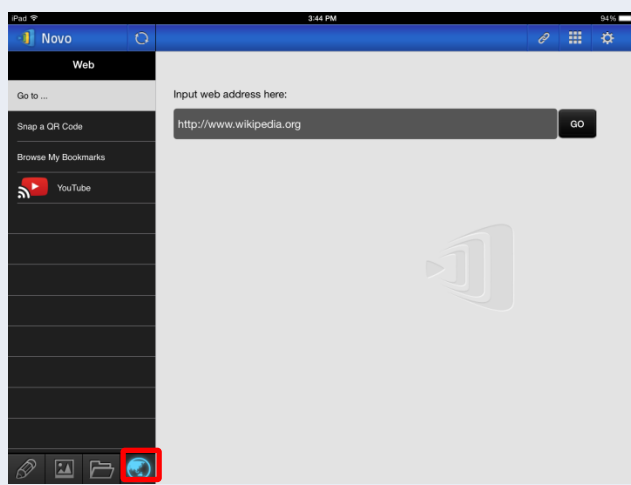 iPad 3:44 PM 94%
Novo
Web
Go to ...
Snap a QR Code
Browse My Bookmarks
YouTube
Input web address here:
http://www.wikipedia.org GO